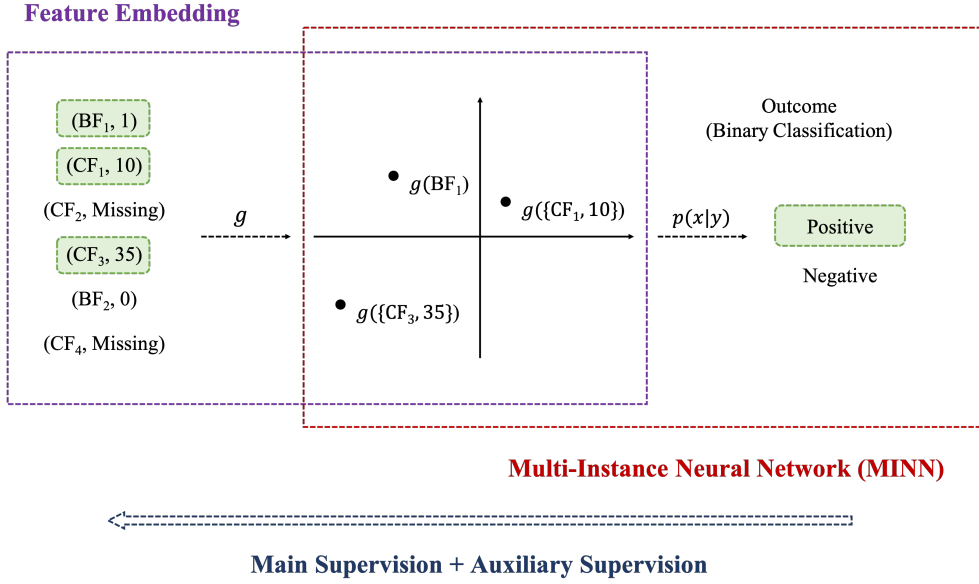 Feature Embedding
(BF₁, 1)
(CF₁, 10)
(CF₂, Missing)
(CF₃, 35)
(BF₂, 0)
(CF₄, Missing)
g
g(BF₁)
g({CF₁, 10})
g({CF₃, 35})
p(x|y)
Outcome
(Binary Classification)
Positive
Negative
Multi-Instance Neural Network (MINN)
Main Supervision + Auxiliary Supervision